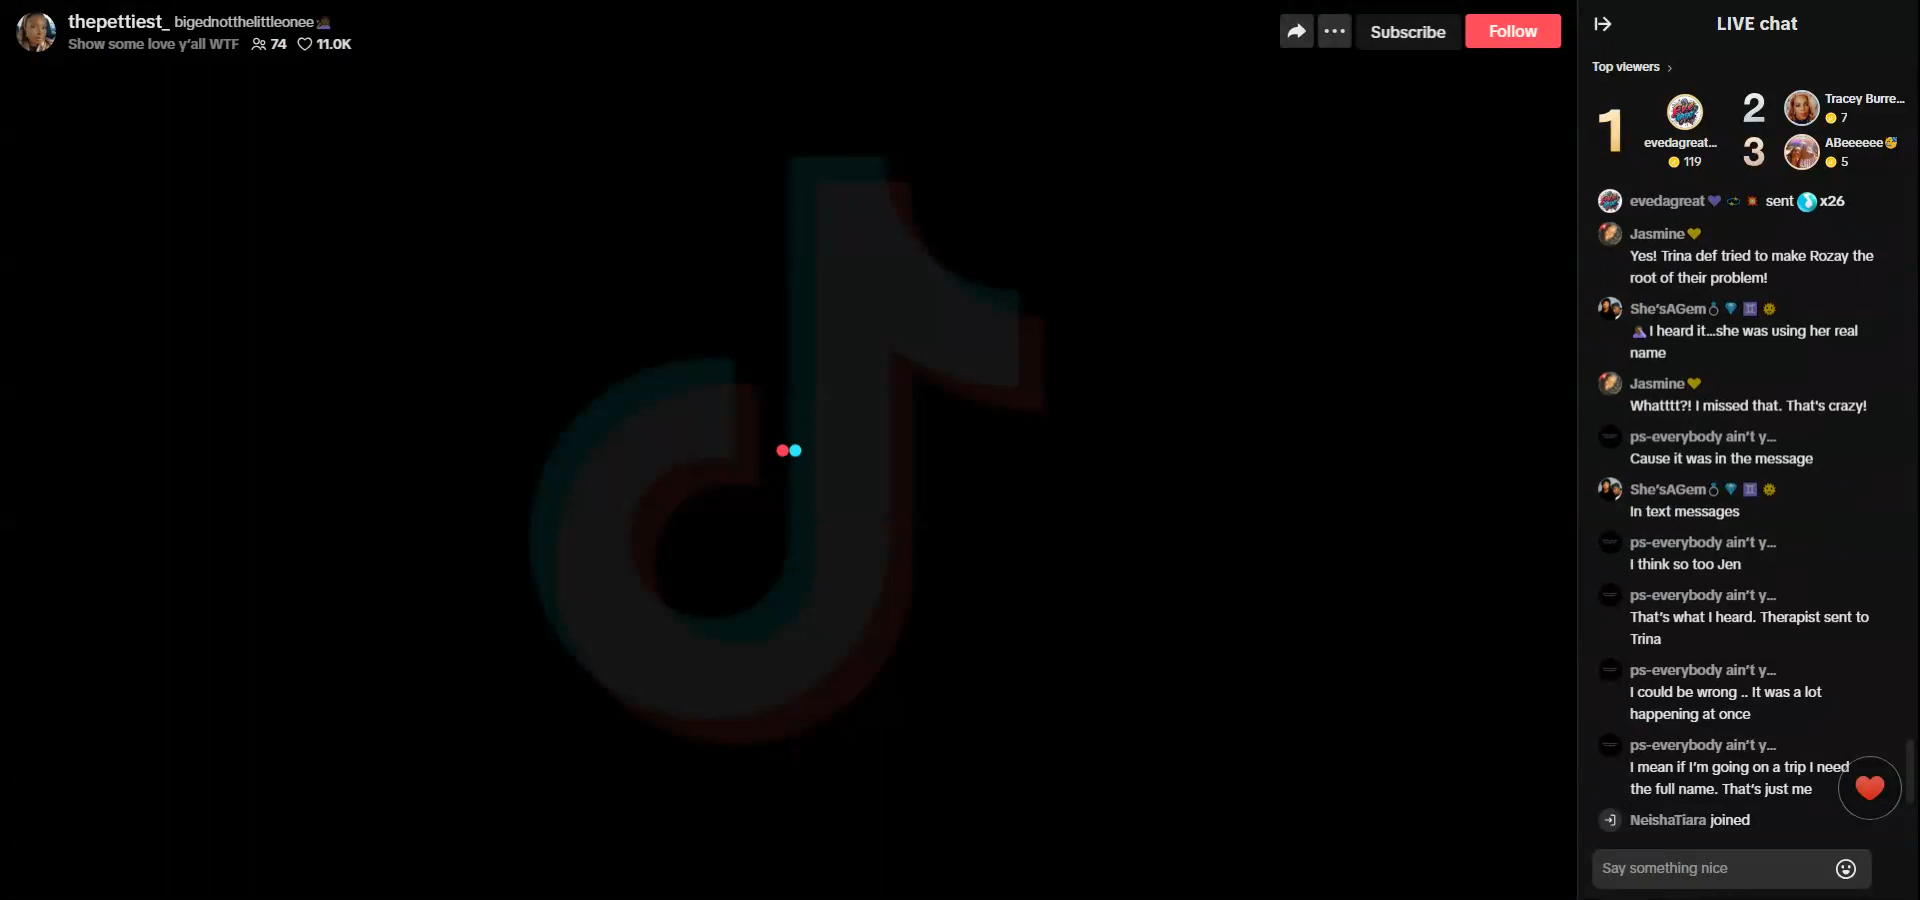 thepettiest_ bigednotthelittleonee
Show some love y'all WTF 74 11.0K
Subscribe
Follow
LIVE chat
Top viewers
1
evedagreat...
119
2
Tracey Burre...
7
3
ABeeeeee
5
evedagreat sent x26
Jasmine
Yes! Trina def tried to make Rozay the
root of their problem!
She'sAGem
I heard it...she was using her real
name
Jasmine
Whatttt?! I missed that. That's crazy!
ps-everybody ain't y...
Cause it was in the message
She'sAGem
In text messages
ps-everybody ain't y...
I think so too Jen
ps-everybody ain't y...
That's what I heard. Therapist sent to
Trina
ps-everybody ain't y...
I could be wrong .. It was a lot
happening at once
ps-everybody ain't y...
I mean if I'm going on a trip I need
the full name. That's just me
NeishaTiara joined
Say something nice